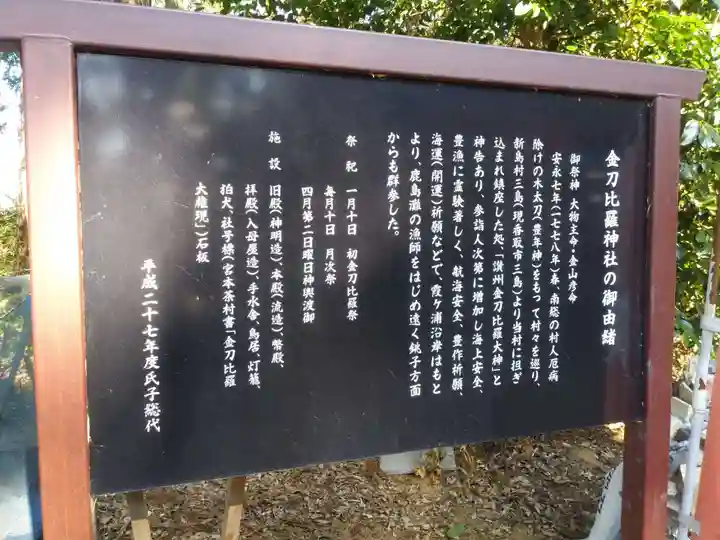 金刀比羅神社の御由緒
御祭神 大物主命・金山彦命
安永七年(一七七八年)春、南総の村人厄病
除けの木太刀(豊年神)をもって村々を巡り、
新島村三島(現香取市三島)より当村に担ぎ
込まれ鎮座した処、「讃州金刀比羅大神」と
神告あり、参詣人次第に増加し海上安全、
豊漁に霊験著しく、航海安全、豊作祈願、
海運(開運)祈願などで、霞ヶ浦沿岸はもと
より、鹿島灘の漁師をはじめ遠く銚子方面
からも群参した。
祭祀 一月十日 初金刀比羅祭
毎月十日 月次祭
四月第二日曜日神輿渡御
施設 旧殿(神明造)、本殿(流造)、幣殿、
拝殿(入母屋造)、手水舎、鳥居、灯籠、
狛犬、社号標(宮本茶村書「金刀比羅
大権現」)石板
平成二十七年度氏子総代